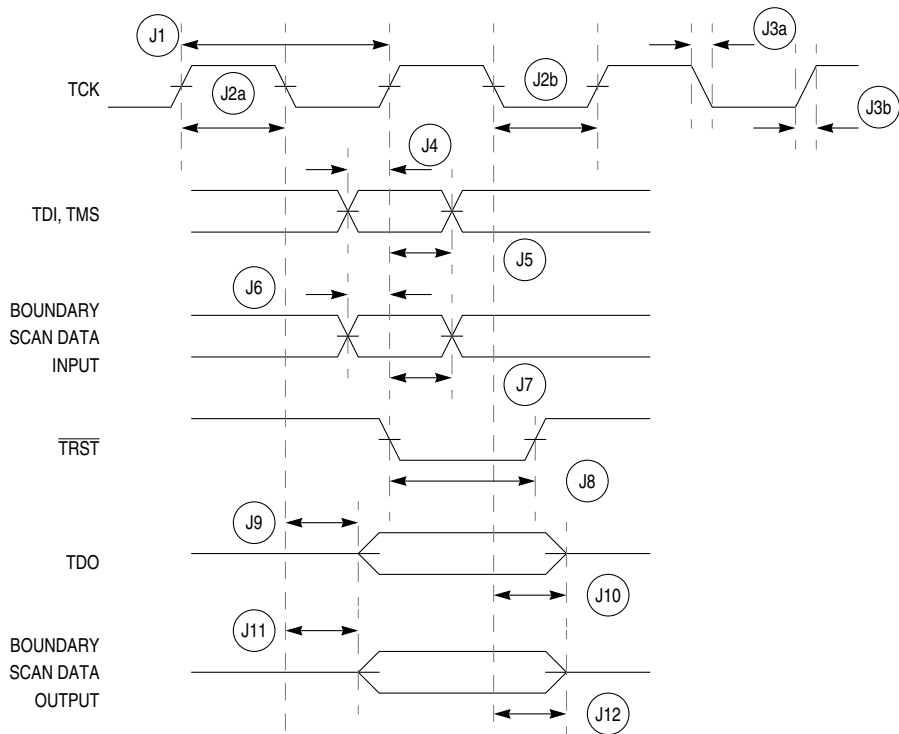 J1
J3a
TCK
J2a
J2b
J3b
J4
TDI, TMS
J5
J6
BOUNDARY
SCAN DATA
INPUT
J7
TRST
J8
J9
TDO
J10
J11
BOUNDARY
SCAN DATA
OUTPUT
J12